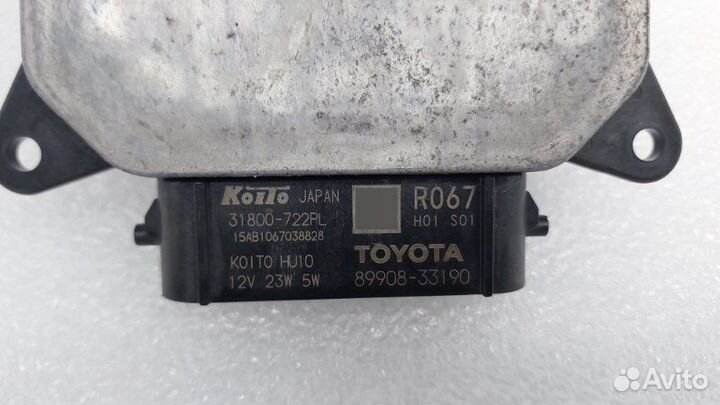 KOITO JAPAN
31800-722PL
15AB1067038828
KOITO HU10
12V 23W 5W
R067
H01 S01
TOYOTA
89908-33190
Avito